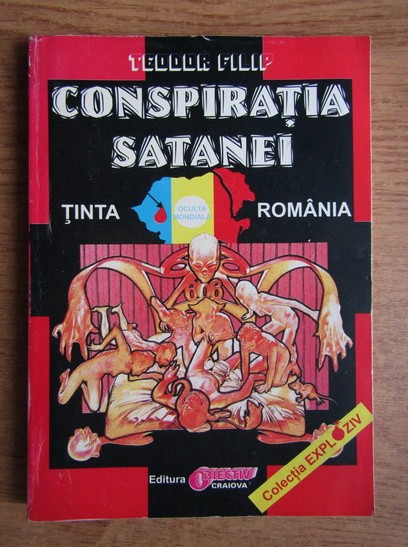 TEODOR FILIP
CONSPIRAȚIA
SATANEI
ȚINTA
OCULTA
MONDIALĂ
ROMÂNIA
666
Editura OBIECTIV
CRAIOVA
Colecția EXPLOZIV